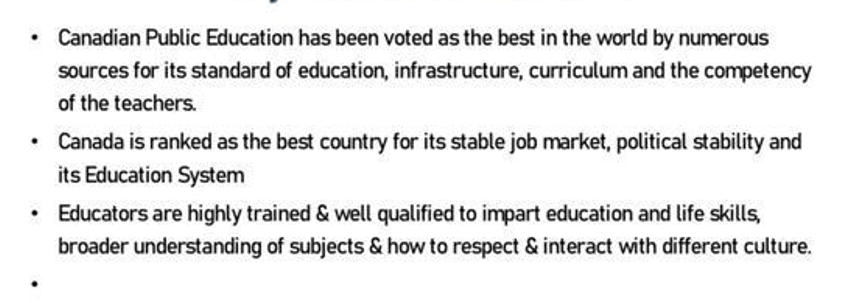 • Canadian Public Education has been voted as the best in the world by numerous
sources for its standard of education, infrastructure, curriculum and the competency
of the teachers.
• Canada is ranked as the best country for its stable job market, political stability and
its Education System
• Educators are highly trained & well qualified to impart education and life skills,
broader understanding of subjects & how to respect & interact with different culture.
•